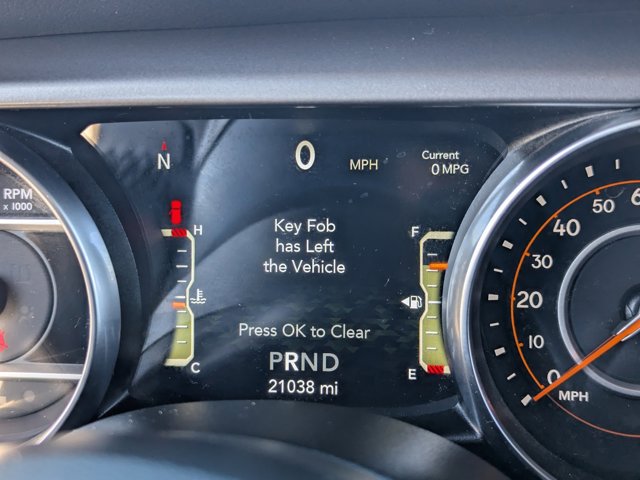 N
0 MPH
Current
0 MPG
RPM
x 1000
H
F
Key Fob
has Left
the Vehicle
Press OK to Clear
C
E
PRND
21038 mi
0
10
20
30
40
50
MPH